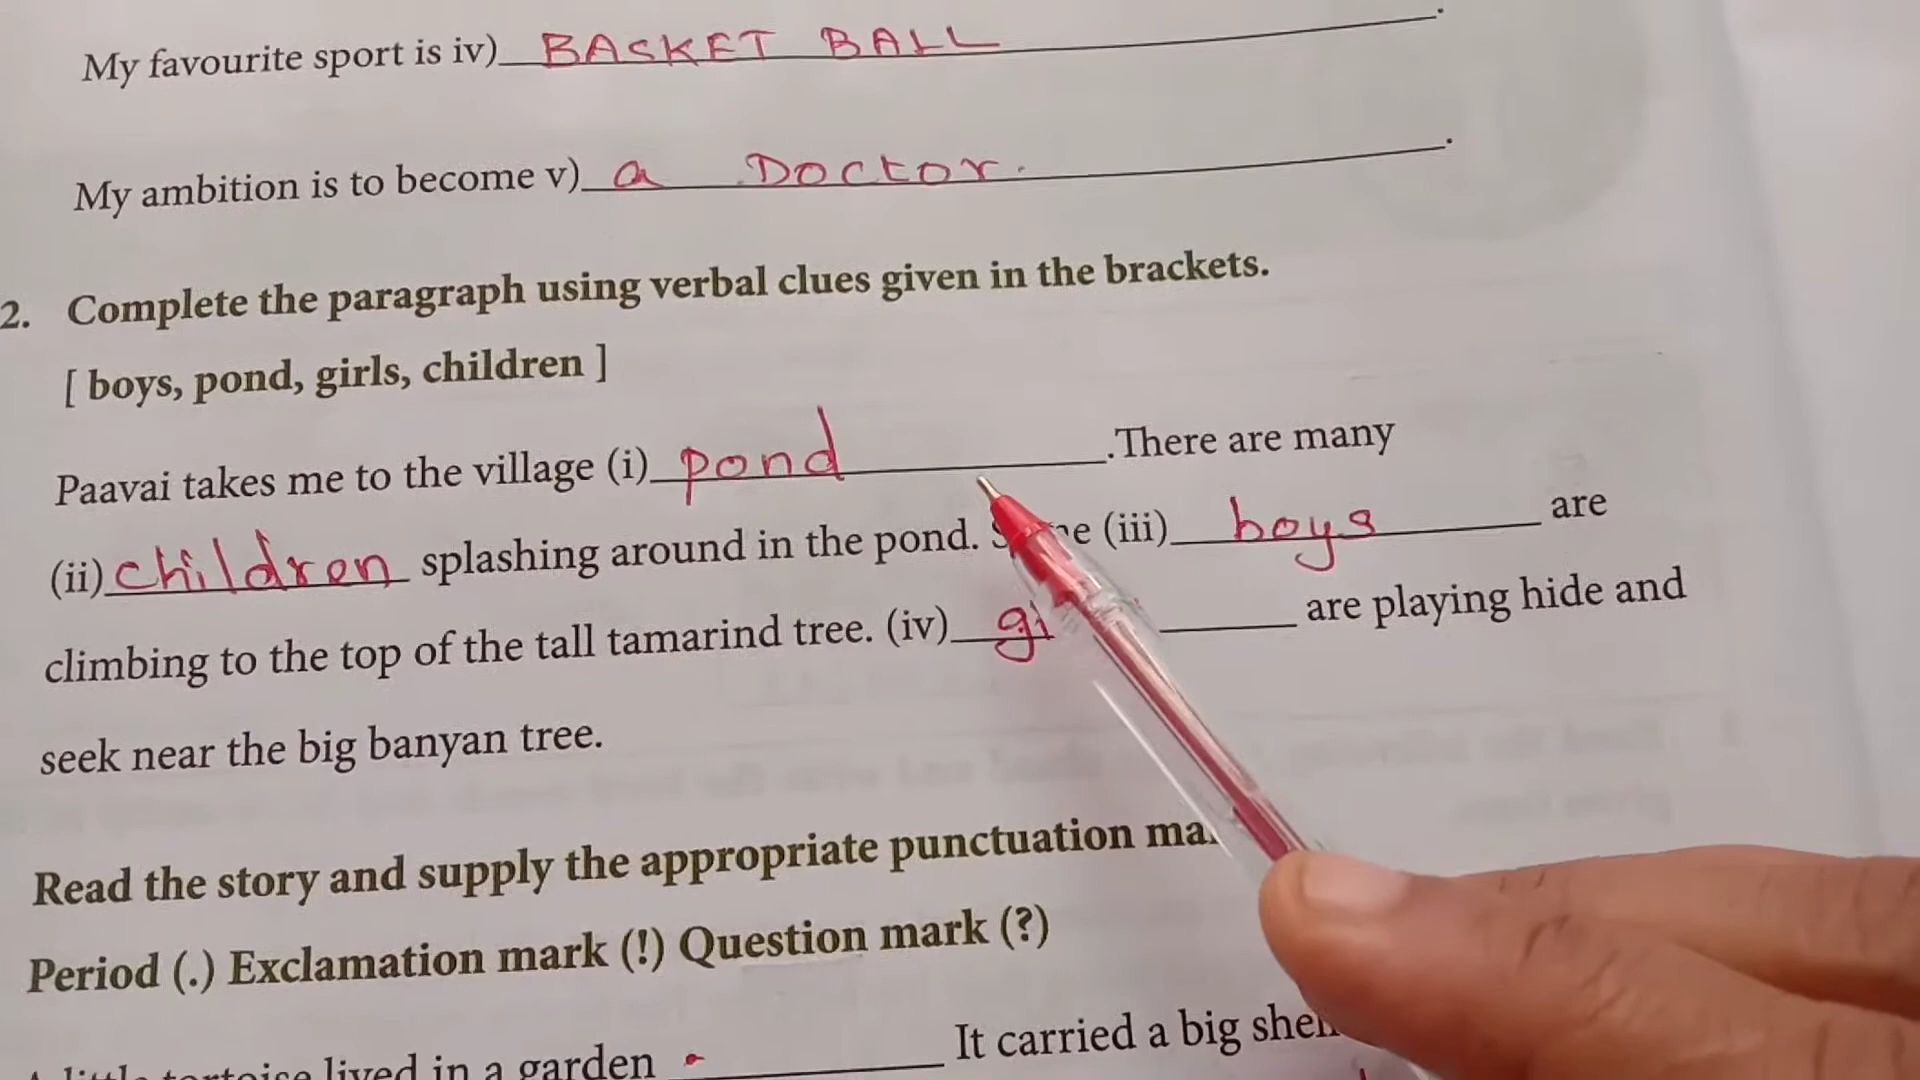 My favourite sport is iv) BASKET BALL .
My ambition is to become v) a Doctor. .
2. Complete the paragraph using verbal clues given in the brackets.
[ boys, pond, girls, children ]
Paavai takes me to the village (i) pond .There are many
(ii) children splashing around in the pond. (iii) boys are
climbing to the top of the tall tamarind tree. (iv) are playing hide and
seek near the big banyan tree.
Read the story and supply the appropriate punctuation
Period (.) Exclamation mark (!) Question mark (?)
little tortoise lived in a garden . It carried a big